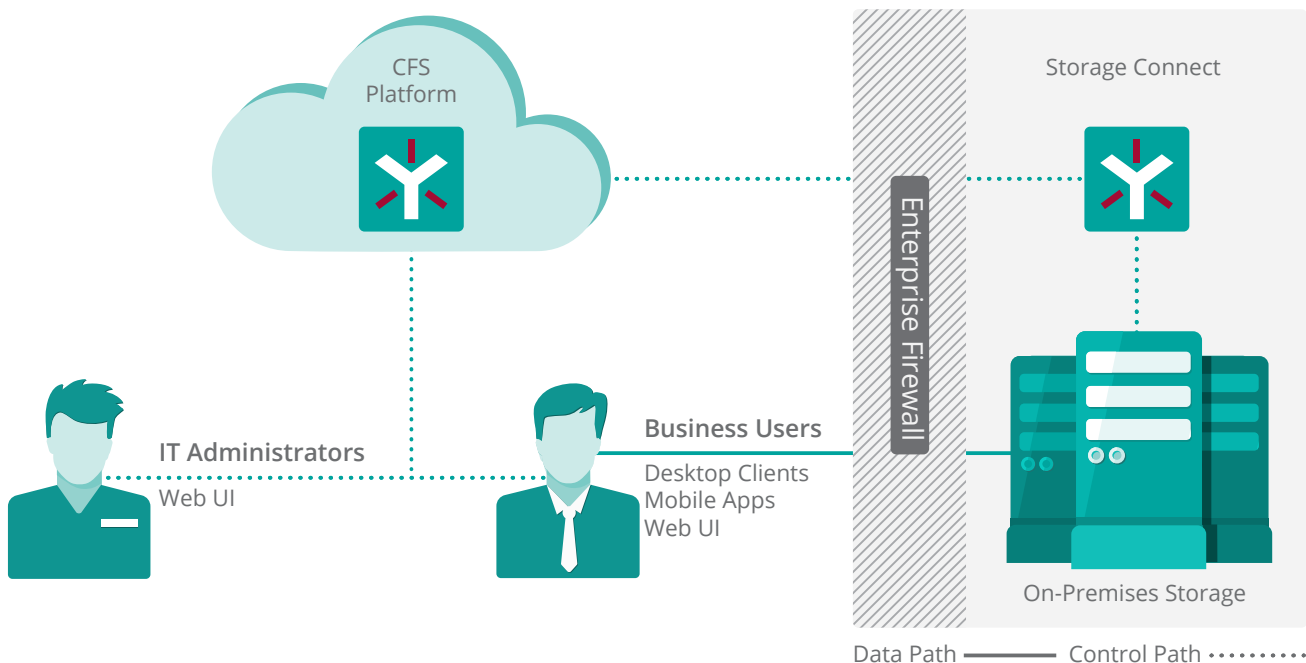 CFS
Platform
Storage Connect
Enterprise Firewall
IT Administrators
Web UI
Business Users
Desktop Clients
Mobile Apps
Web UI
On-Premises Storage
Data Path
Control Path